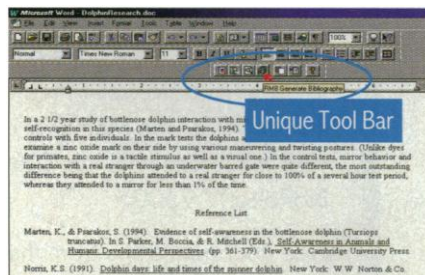 Microsoft Word - DolphinResearch.doc
File Edit View Insert Format Tools Table Window Help
100%
Normal Times New Roman 11 B I U
RMB Generate Bibliography
Unique Tool Bar
In a 2 1/2 year study of bottlenose dolphin interaction with
self-recognition in this species (Marten and Psarakos, 1994).
controls with five individuals. In the mark tests the dolphins
examine a zinc oxide mark on their side by using various maneuvering and twisting postures. (Unlike dyes
for primates, zinc oxide is a tactile stimulus as well as a visual one.) In the control tests, mirror behavior and
interaction with a real stranger through an underwater barred gate were quite different, the most outstanding
difference being that the dolphins attended to a real stranger for close to 100% of a several hour test period,
whereas they attended to a mirror for less than 1% of the time.
Reference List
Marten, K., & Psarakos, S. (1994). Evidence of self-awareness in the bottlenose dolphin (Tursiops
truncatus). In S. Parker, M. Boccia, & R. Mitchell (Eds.), Self-Awareness in Animals and
Humans: Developmental Perspectives. (pp. 361-379). New York: Cambridge University Press.
Norris, K.S. (1991). Dolphin days: life and times of the spinner dolphin. New York: W.W. Norton & Co.